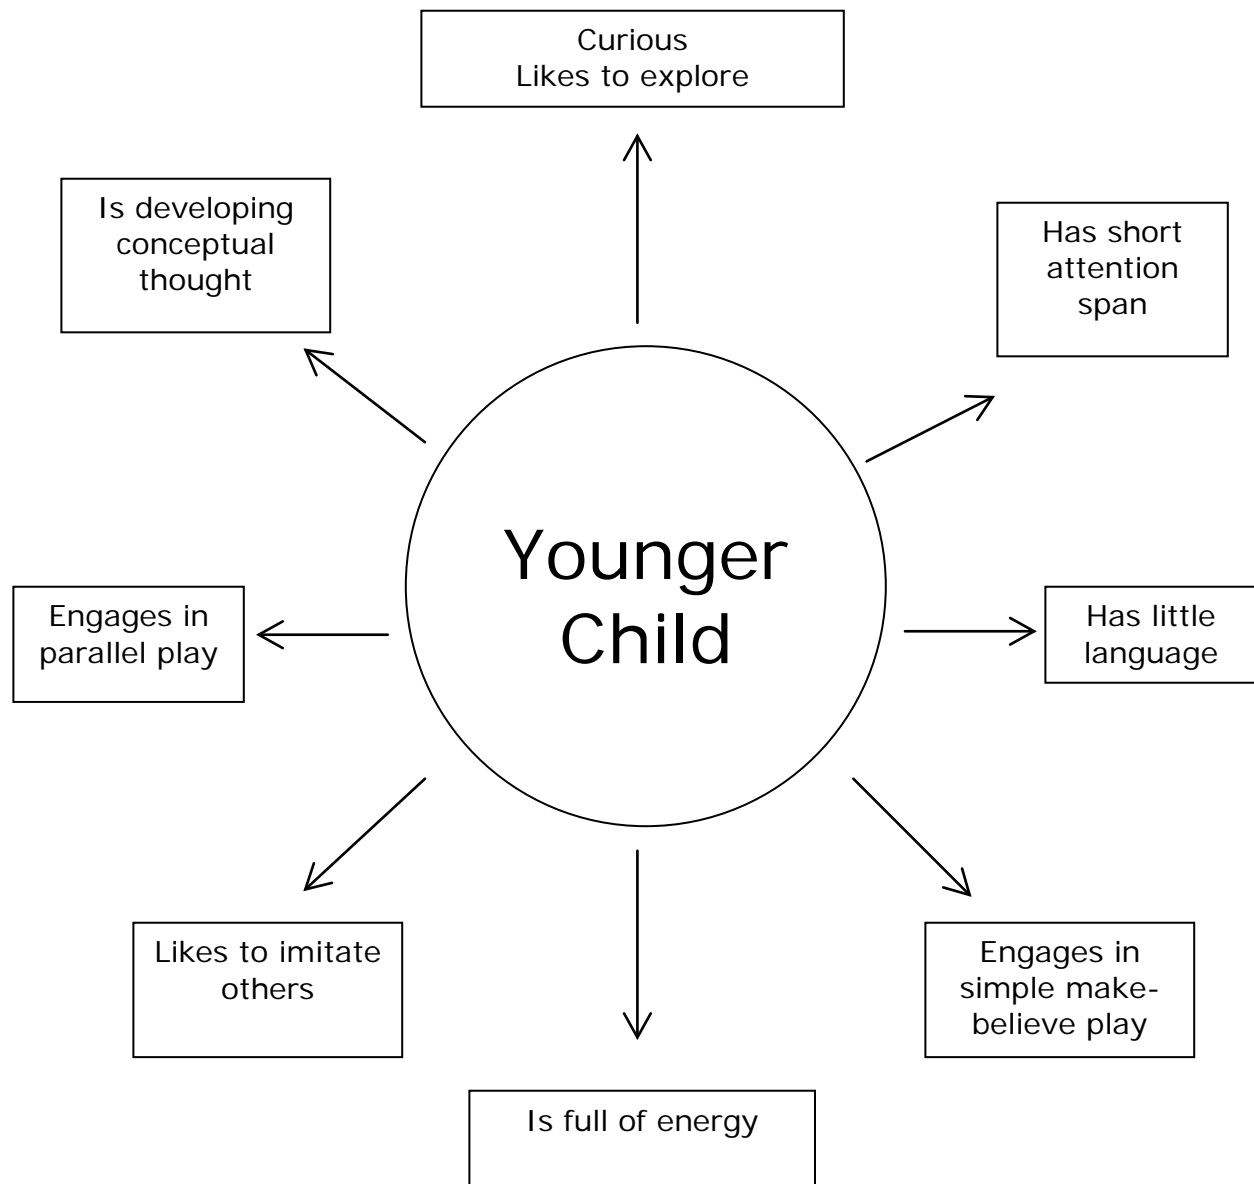 Curious
Likes to explore
Is developing
conceptual
thought
Has short
attention
span
Younger
Child
Engages in
parallel play
Has little
language
Likes to imitate
others
Engages in
simple make-
believe play
Is full of energy